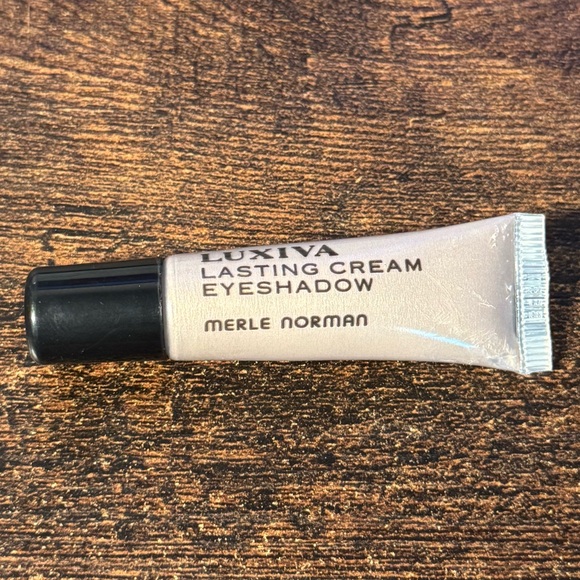 LUXIVA
LASTING CREAM
EYESHADOW
MERLE NORMAN